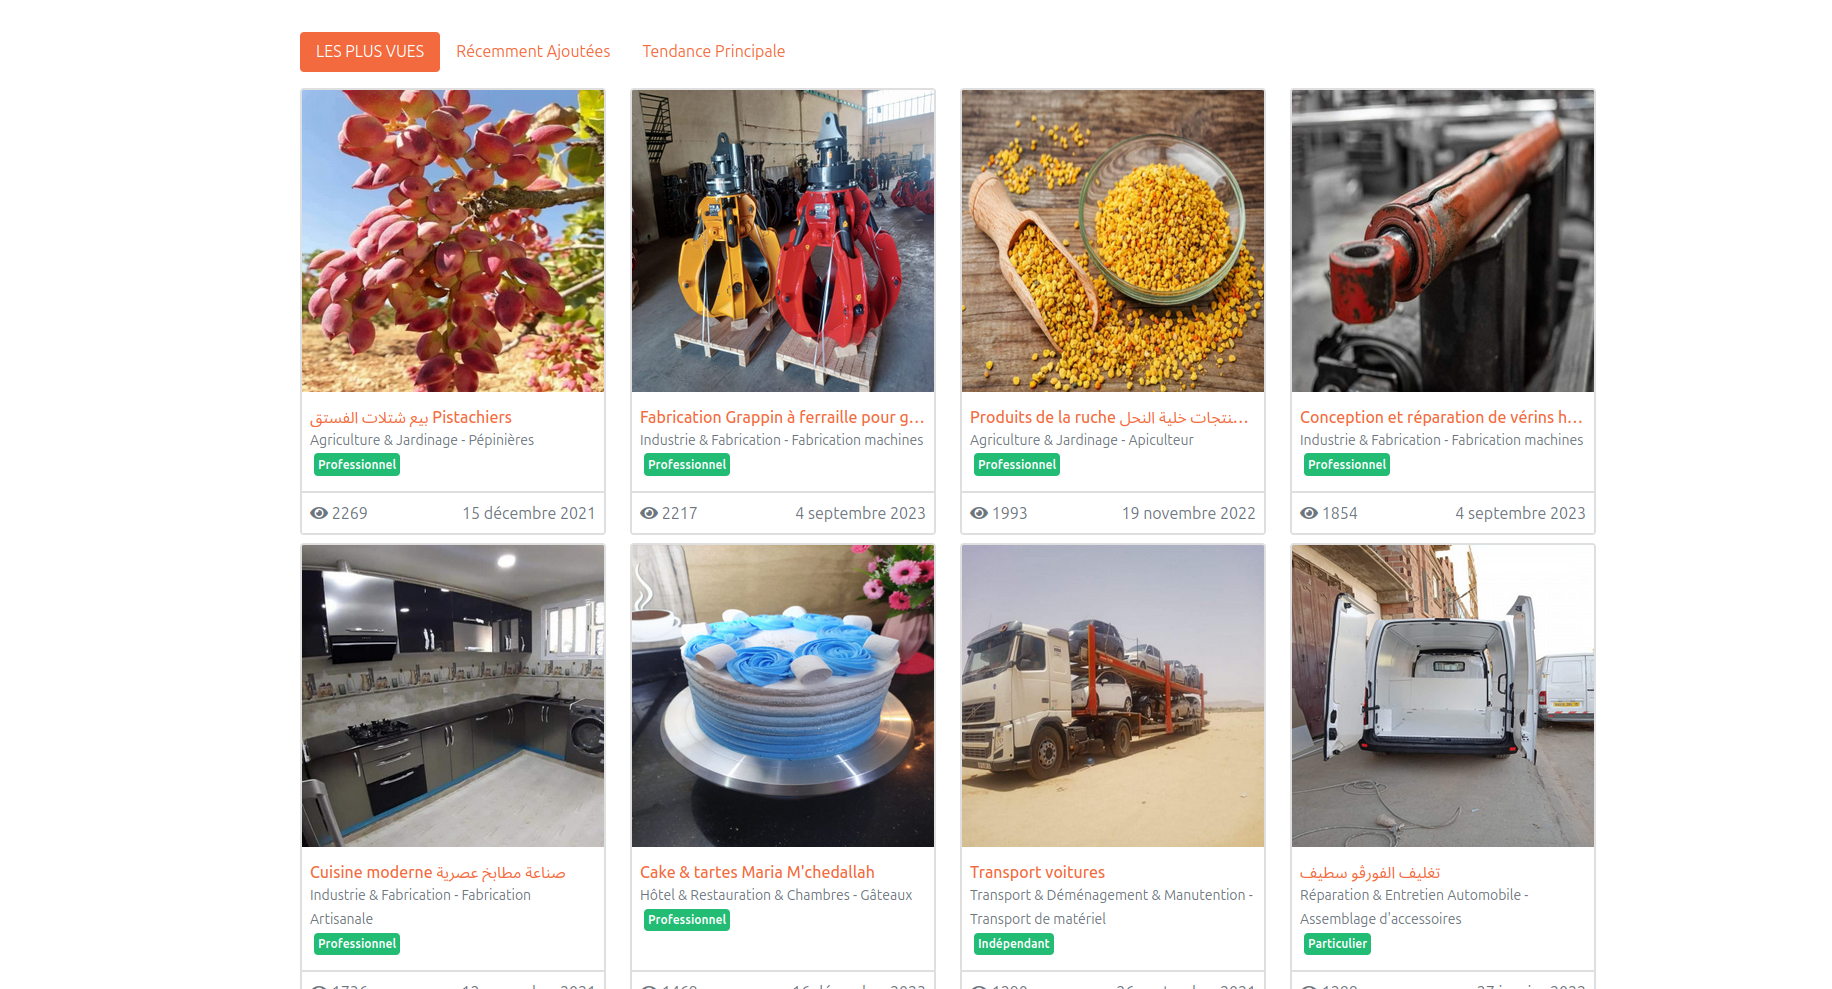 LES PLUS VUES
Récemment Ajoutées
Tendance Principale
بيع شتلات الفستق Pistachiers
Agriculture & Jardinage - Pépinières
Professionnel
2269
15 décembre 2021
Fabrication Grappin à ferraille pour g...
Industrie & Fabrication - Fabrication machines
Professionnel
2217
4 septembre 2023
Produits de la ruche منتجات خلية النحل...
Agriculture & Jardinage - Apiculteur
Professionnel
1993
19 novembre 2022
Conception et réparation de vérins h...
Industrie & Fabrication - Fabrication machines
Professionnel
1854
4 septembre 2023
Cuisine moderne صناعة مطابخ عصرية
Industrie & Fabrication - Fabrication
Artisanale
Professionnel
Cake & tartes Maria M'chedallah
Hôtel & Restauration & Chambres - Gâteaux
Professionnel
Transport voitures
Transport & Déménagement & Manutention -
Transport de matériel
Indépendant
تغليف الفورڨو سطيف
Réparation & Entretien Automobile -
Assemblage d'accessoires
Particulier